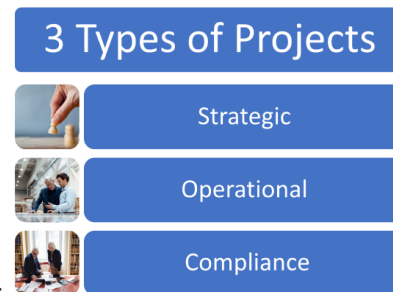 3 Types of Projects
Strategic
Operational
Compliance